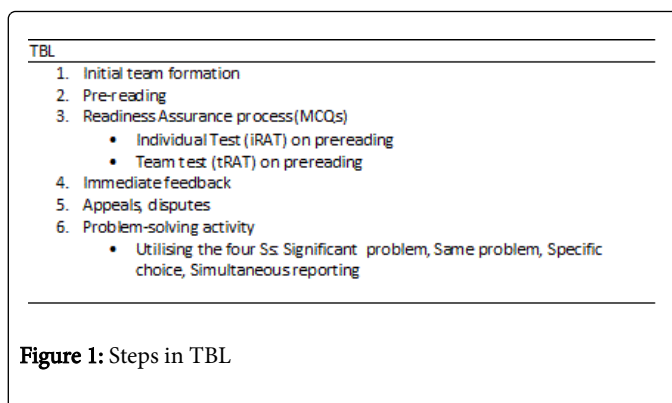 TBL
1. Initial team formation
2. Pre-reading
3. Readiness Assurance process(MCQs)
• Individual Test (iRAT) on prereading
• Team test (tRAT) on prereading
4. Immediate feedback
5. Appeals, disputes
6. Problem-solving activity
• Utilising the four Ss: Significant problem, Same problem, Specific
choice, Simultaneous reporting
Figure 1: Steps in TBL